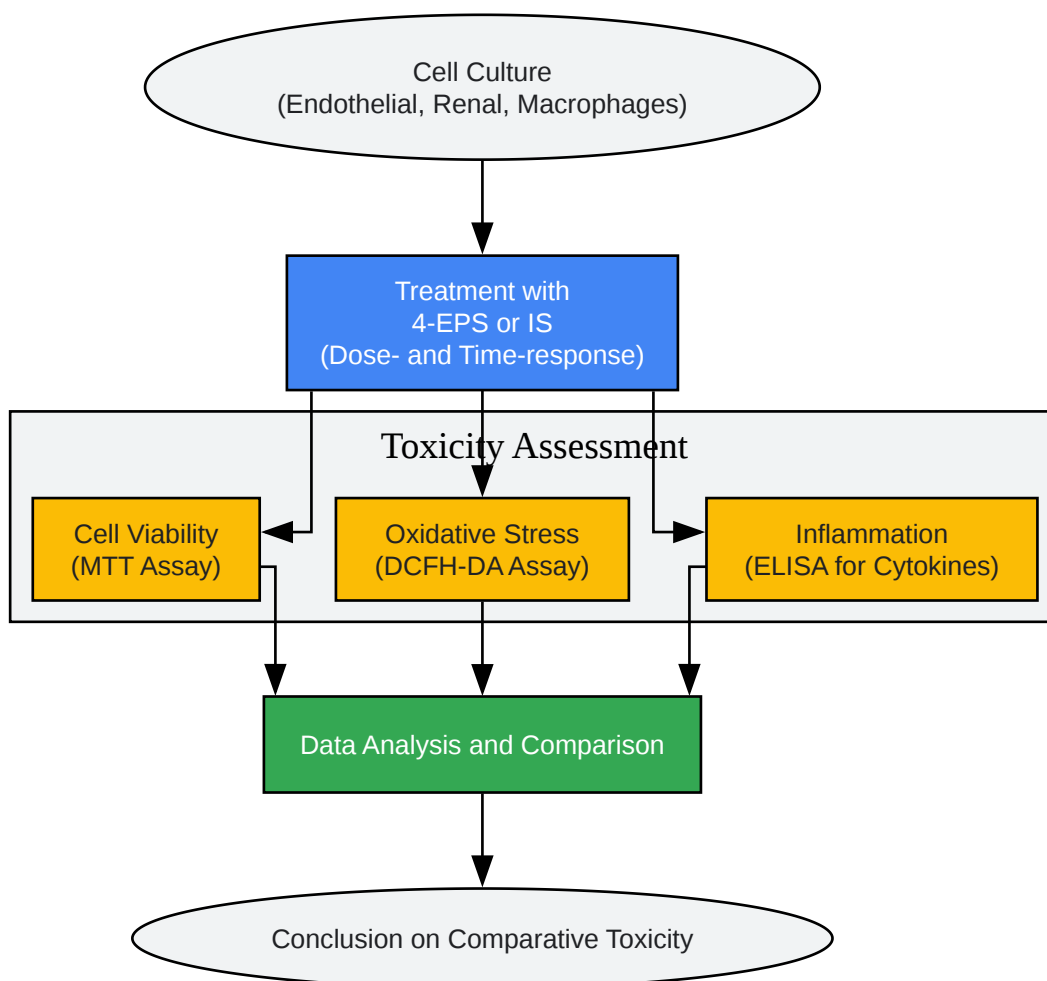 Cell Culture
(Endothelial, Renal, Macrophages)
Treatment with
4-EPS or IS
(Dose- and Time-response)
Toxicity Assessment
Cell Viability
(MTT Assay)
Oxidative Stress
(DCFH-DA Assay)
Inflammation
(ELISA for Cytokines)
Data Analysis and Comparison
Conclusion on Comparative Toxicity